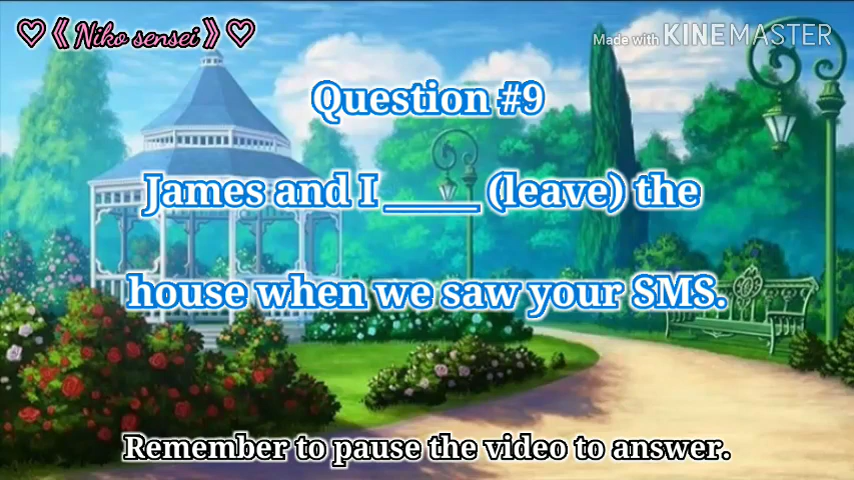 ♡《Niko sensei》♡
Made with KINEMASTER
Question #9
James and I _____ (leave) the
house when we saw your SMS.
Remember to pause the video to answer.